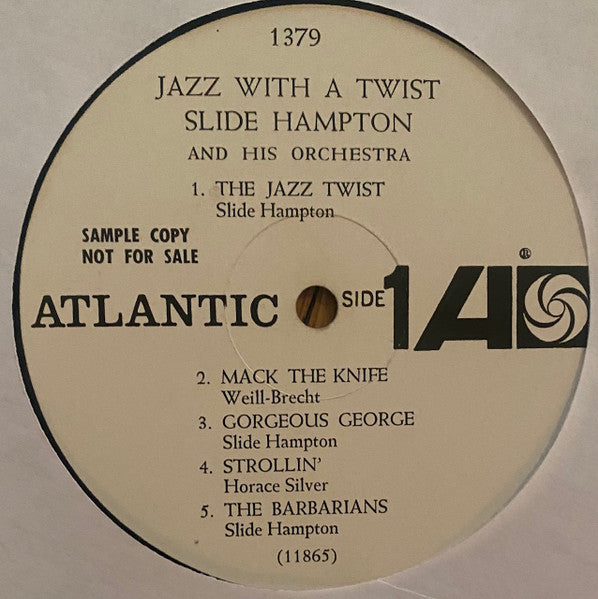 1379
JAZZ WITH A TWIST
SLIDE HAMPTON
AND HIS ORCHESTRA
1. THE JAZZ TWIST
Slide Hampton
SAMPLE COPY
NOT FOR SALE
ATLANTIC
SIDE 1
A
®
2. MACK THE KNIFE
Weill-Brecht
3. GORGEOUS GEORGE
Slide Hampton
4. STROLLIN'
Horace Silver
5. THE BARBARIANS
Slide Hampton
(11865)